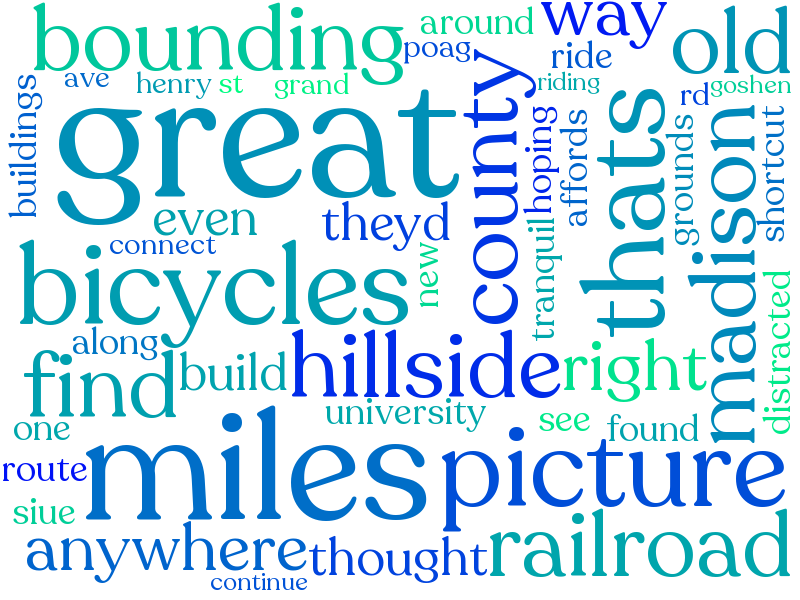 bounding
around
way
old
poag
ride
ave
henry
st
grand
riding
rd
goshen
buildings
great
county
hoping
affords
thats
grounds
madison
shortcut
even
theyd
connect
tranquil
bicycles
new
distracted
along
hillside
find
build
right
university
one
see
found
miles
picture
route
siue
anywhere
thought
railroad
continue